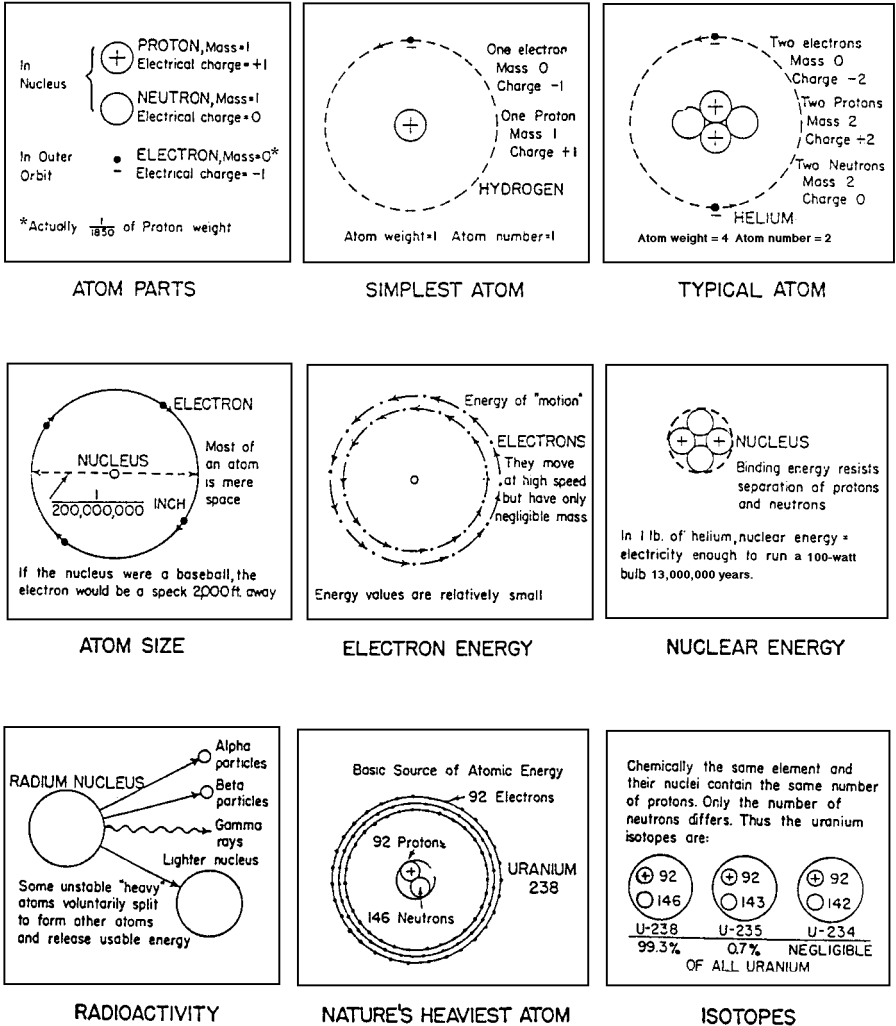 In
Nucleus
+
PROTON, Mass=1
Electrical charge=+1
NEUTRON, Mass=1
Electrical charge=0
In Outer
Orbit
–
ELECTRON, Mass=0*
Electrical charge=-1
*Actually 1/1850 of Proton weight
ATOM PARTS
–
One electron
Mass 0
Charge -1
+
One Proton
Mass 1
Charge +1
HYDROGEN
Atom weight=1 Atom number=1
SIMPLEST ATOM
–
Two electrons
Mass 0
Charge -2
+
+
Two Protons
Mass 2
Charge +2
Two Neutrons
Mass 2
Charge 0
–
HELIUM
Atom weight = 4 Atom number = 2
TYPICAL ATOM
ELECTRON
NUCLEUS
1/200,000,000 INCH
Most of
an atom
is mere
space
If the nucleus were a baseball, the
electron would be a speck 2,000 ft. away
ATOM SIZE
Energy of "motion"
ELECTRONS
They move
at high speed
but have only
negligible mass
Energy values are relatively small
ELECTRON ENERGY
+ +
NUCLEUS
Binding energy resists
separation of protons
and neutrons
In 1 lb. of helium, nuclear energy =
electricity enough to run a 100-watt
bulb 13,000,000 years.
NUCLEAR ENERGY
RADIUM NUCLEUS
Alpha
particles
Beta
particles
Gamma
rays
Lighter nucleus
Some unstable "heavy"
atoms voluntarily split
to form other atoms
and release usable energy
RADIOACTIVITY
Basic Source of Atomic Energy
92 Electrons
92 Protons
+
146 Neutrons
URANIUM
238
NATURE'S HEAVIEST ATOM
Chemically the same element and
their nuclei contain the same number
of protons. Only the number of
neutrons differs. Thus the uranium
isotopes are:
+ 92 + 92 + 92
146 143 142
U-238 U-235 U-234
99.3% 0.7% NEGLIGIBLE
OF ALL URANIUM
ISOTOPES